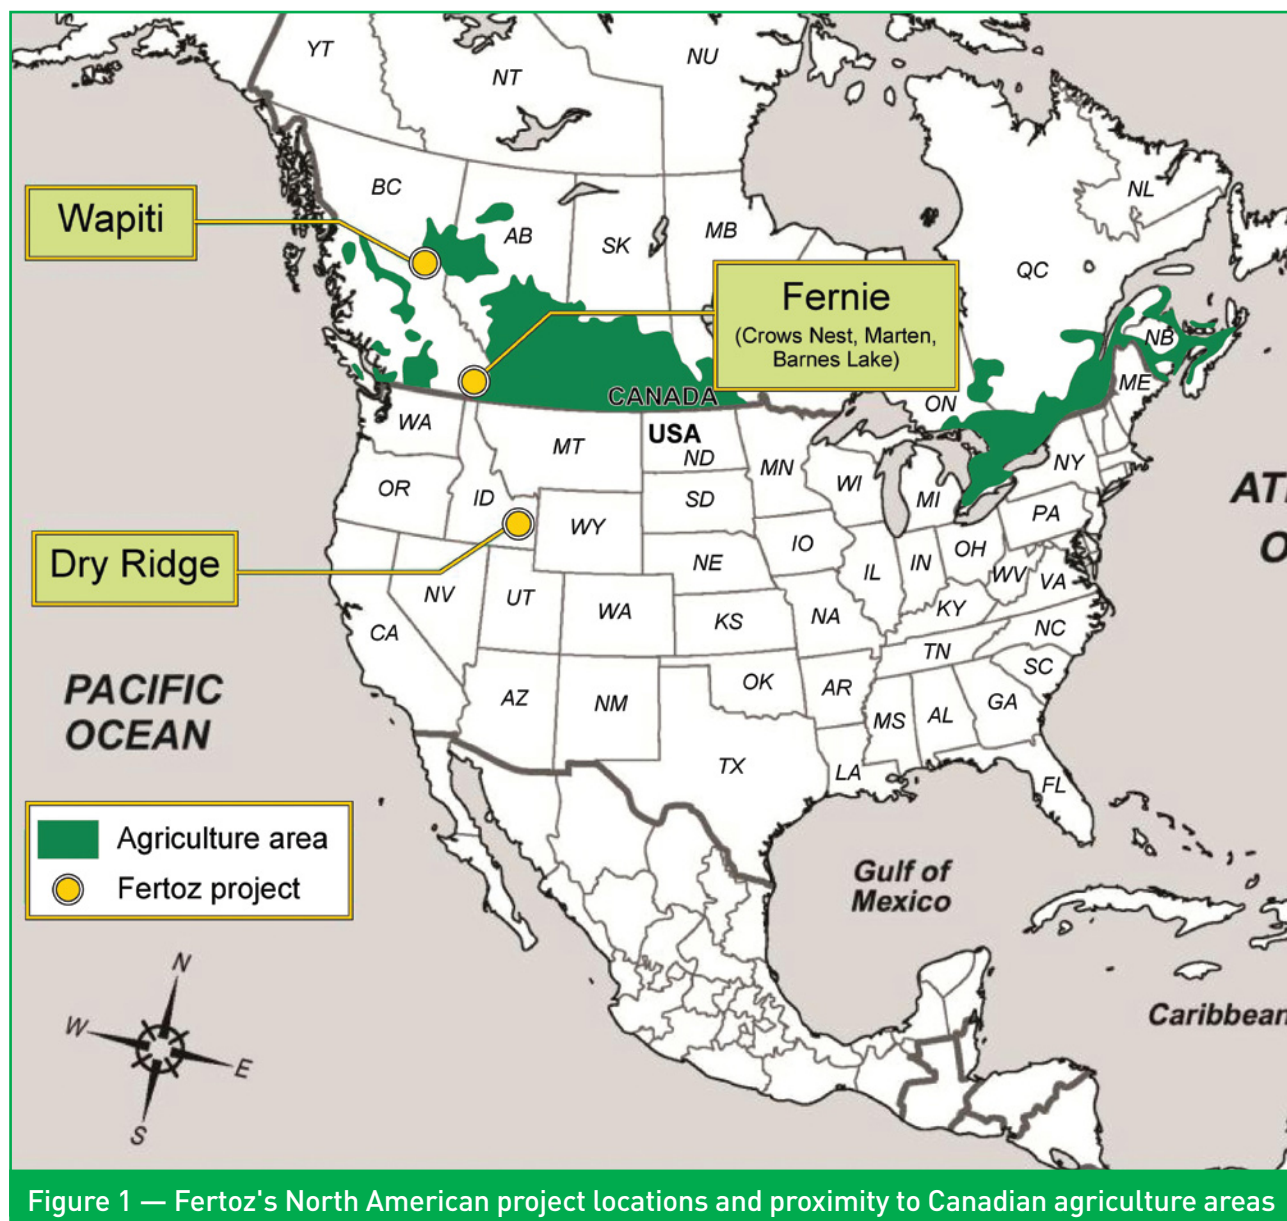 YT
NT
NU
BC
AB
SK
MB
QC
NL
Wapiti
Fernie
(Crows Nest, Marten,
Barnes Lake)
NB
ME
ON
CANADA
USA
WA
MT
ND
MN
WI
MI
NY
OR
ID
WY
SD
IO
PA
Dry Ridge
NE
IL
IN
OH
WV
VA
NV
UT
WA
KS
NA
KY
CA
TN
NC
SC
AZ
NM
OK
AR
MS
AL
GA
TX
LA
FL
PACIFIC
OCEAN
Gulf of
Mexico
Caribbean
Agriculture area
Fertoz project
N
W
E
S
Figure 1 — Fertoz's North American project locations and proximity to Canadian agriculture areas